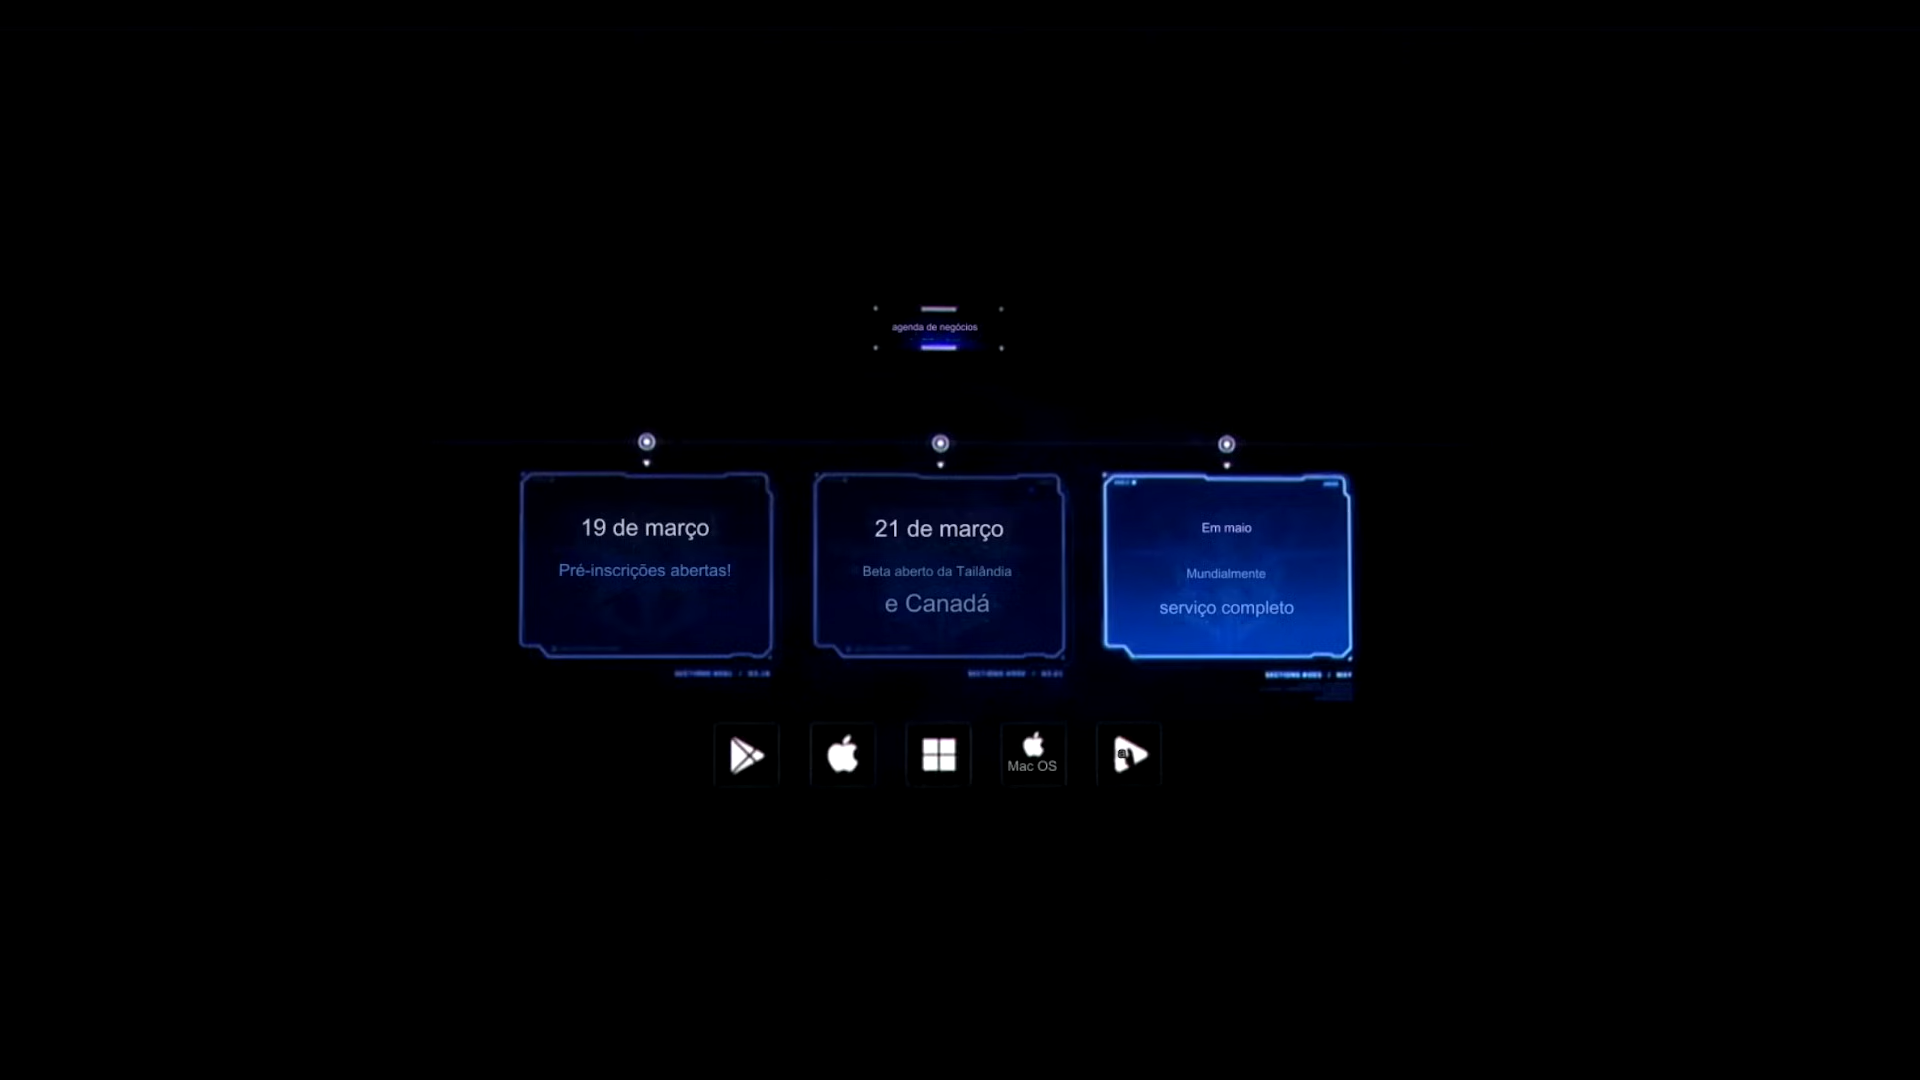 agenda de negócios
19 de março
Pré-inscrições abertas!
21 de março
Beta aberto da Tailândia
e Canadá
Em maio
Mundialmente
serviço completo
Mac OS